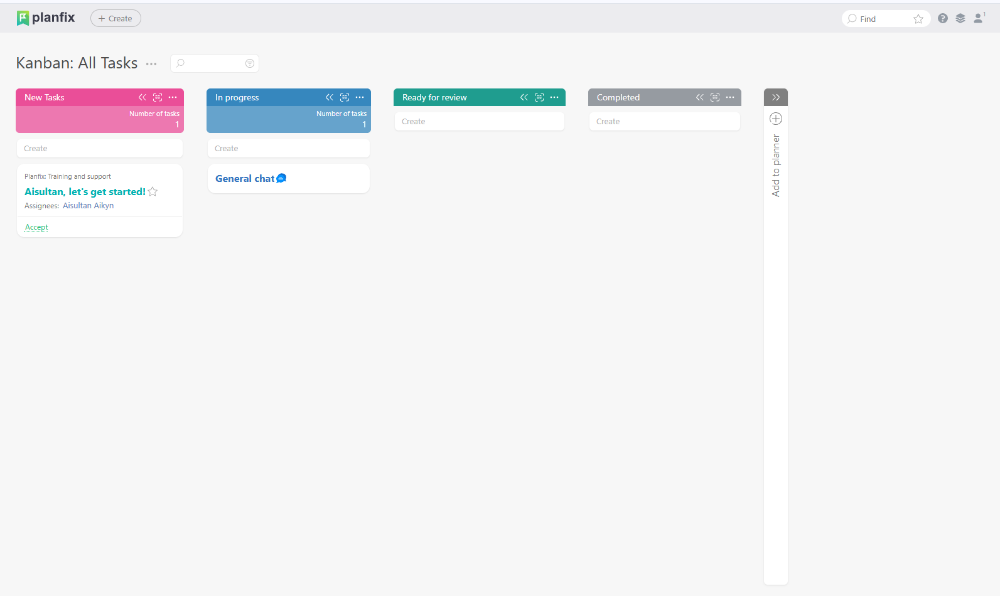 planfix
+ Create
Find
1
Kanban: All Tasks
New Tasks
Number of tasks
1
Create
Planfix: Training and support
Aisultan, let's get started!
Assignees: Aisultan Aikyn
Accept
In progress
Number of tasks
1
Create
General chat
Ready for review
Create
Completed
Create
Add to planner